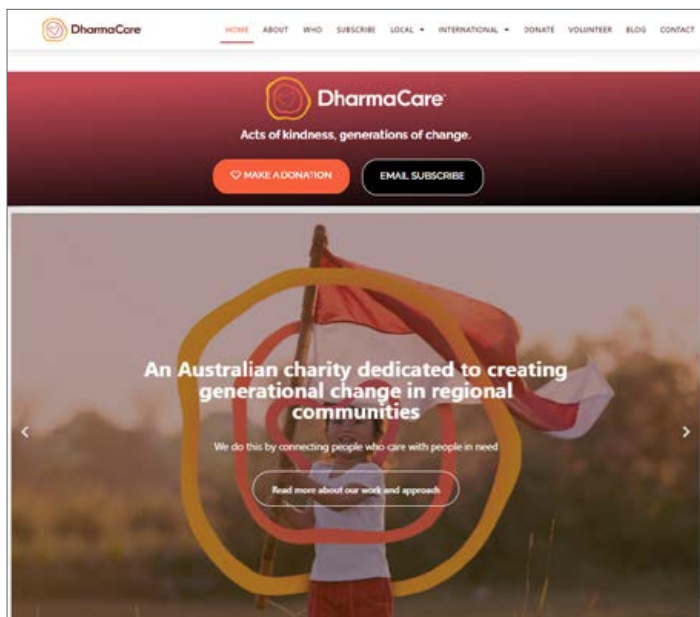 DharmaCare
HOME ABOUT WHO SUBSCRIBE LOCAL INTERNATIONAL DONATE VOLUNTEER BLOG CONTACT
DharmaCare
Acts of kindness, generations of change.
MAKE A DONATION EMAIL SUBSCRIBE
An Australian charity dedicated to creating
generational change in regional
communities
We do this by connecting people who care with people in need
Read more about our work and approach